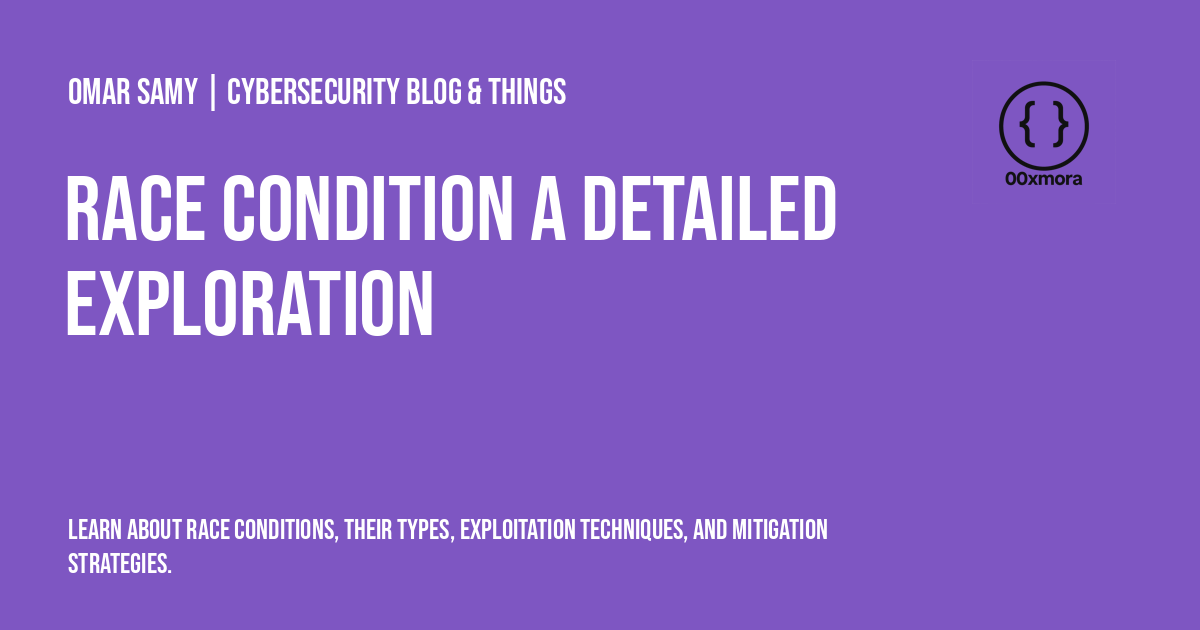 OMAR SAMY | CYBERSECURITY BLOG & THINGS
{ }
00xmora
RACE CONDITION A DETAILED
EXPLORATION
LEARN ABOUT RACE CONDITIONS, THEIR TYPES, EXPLOITATION TECHNIQUES, AND MITIGATION
STRATEGIES.